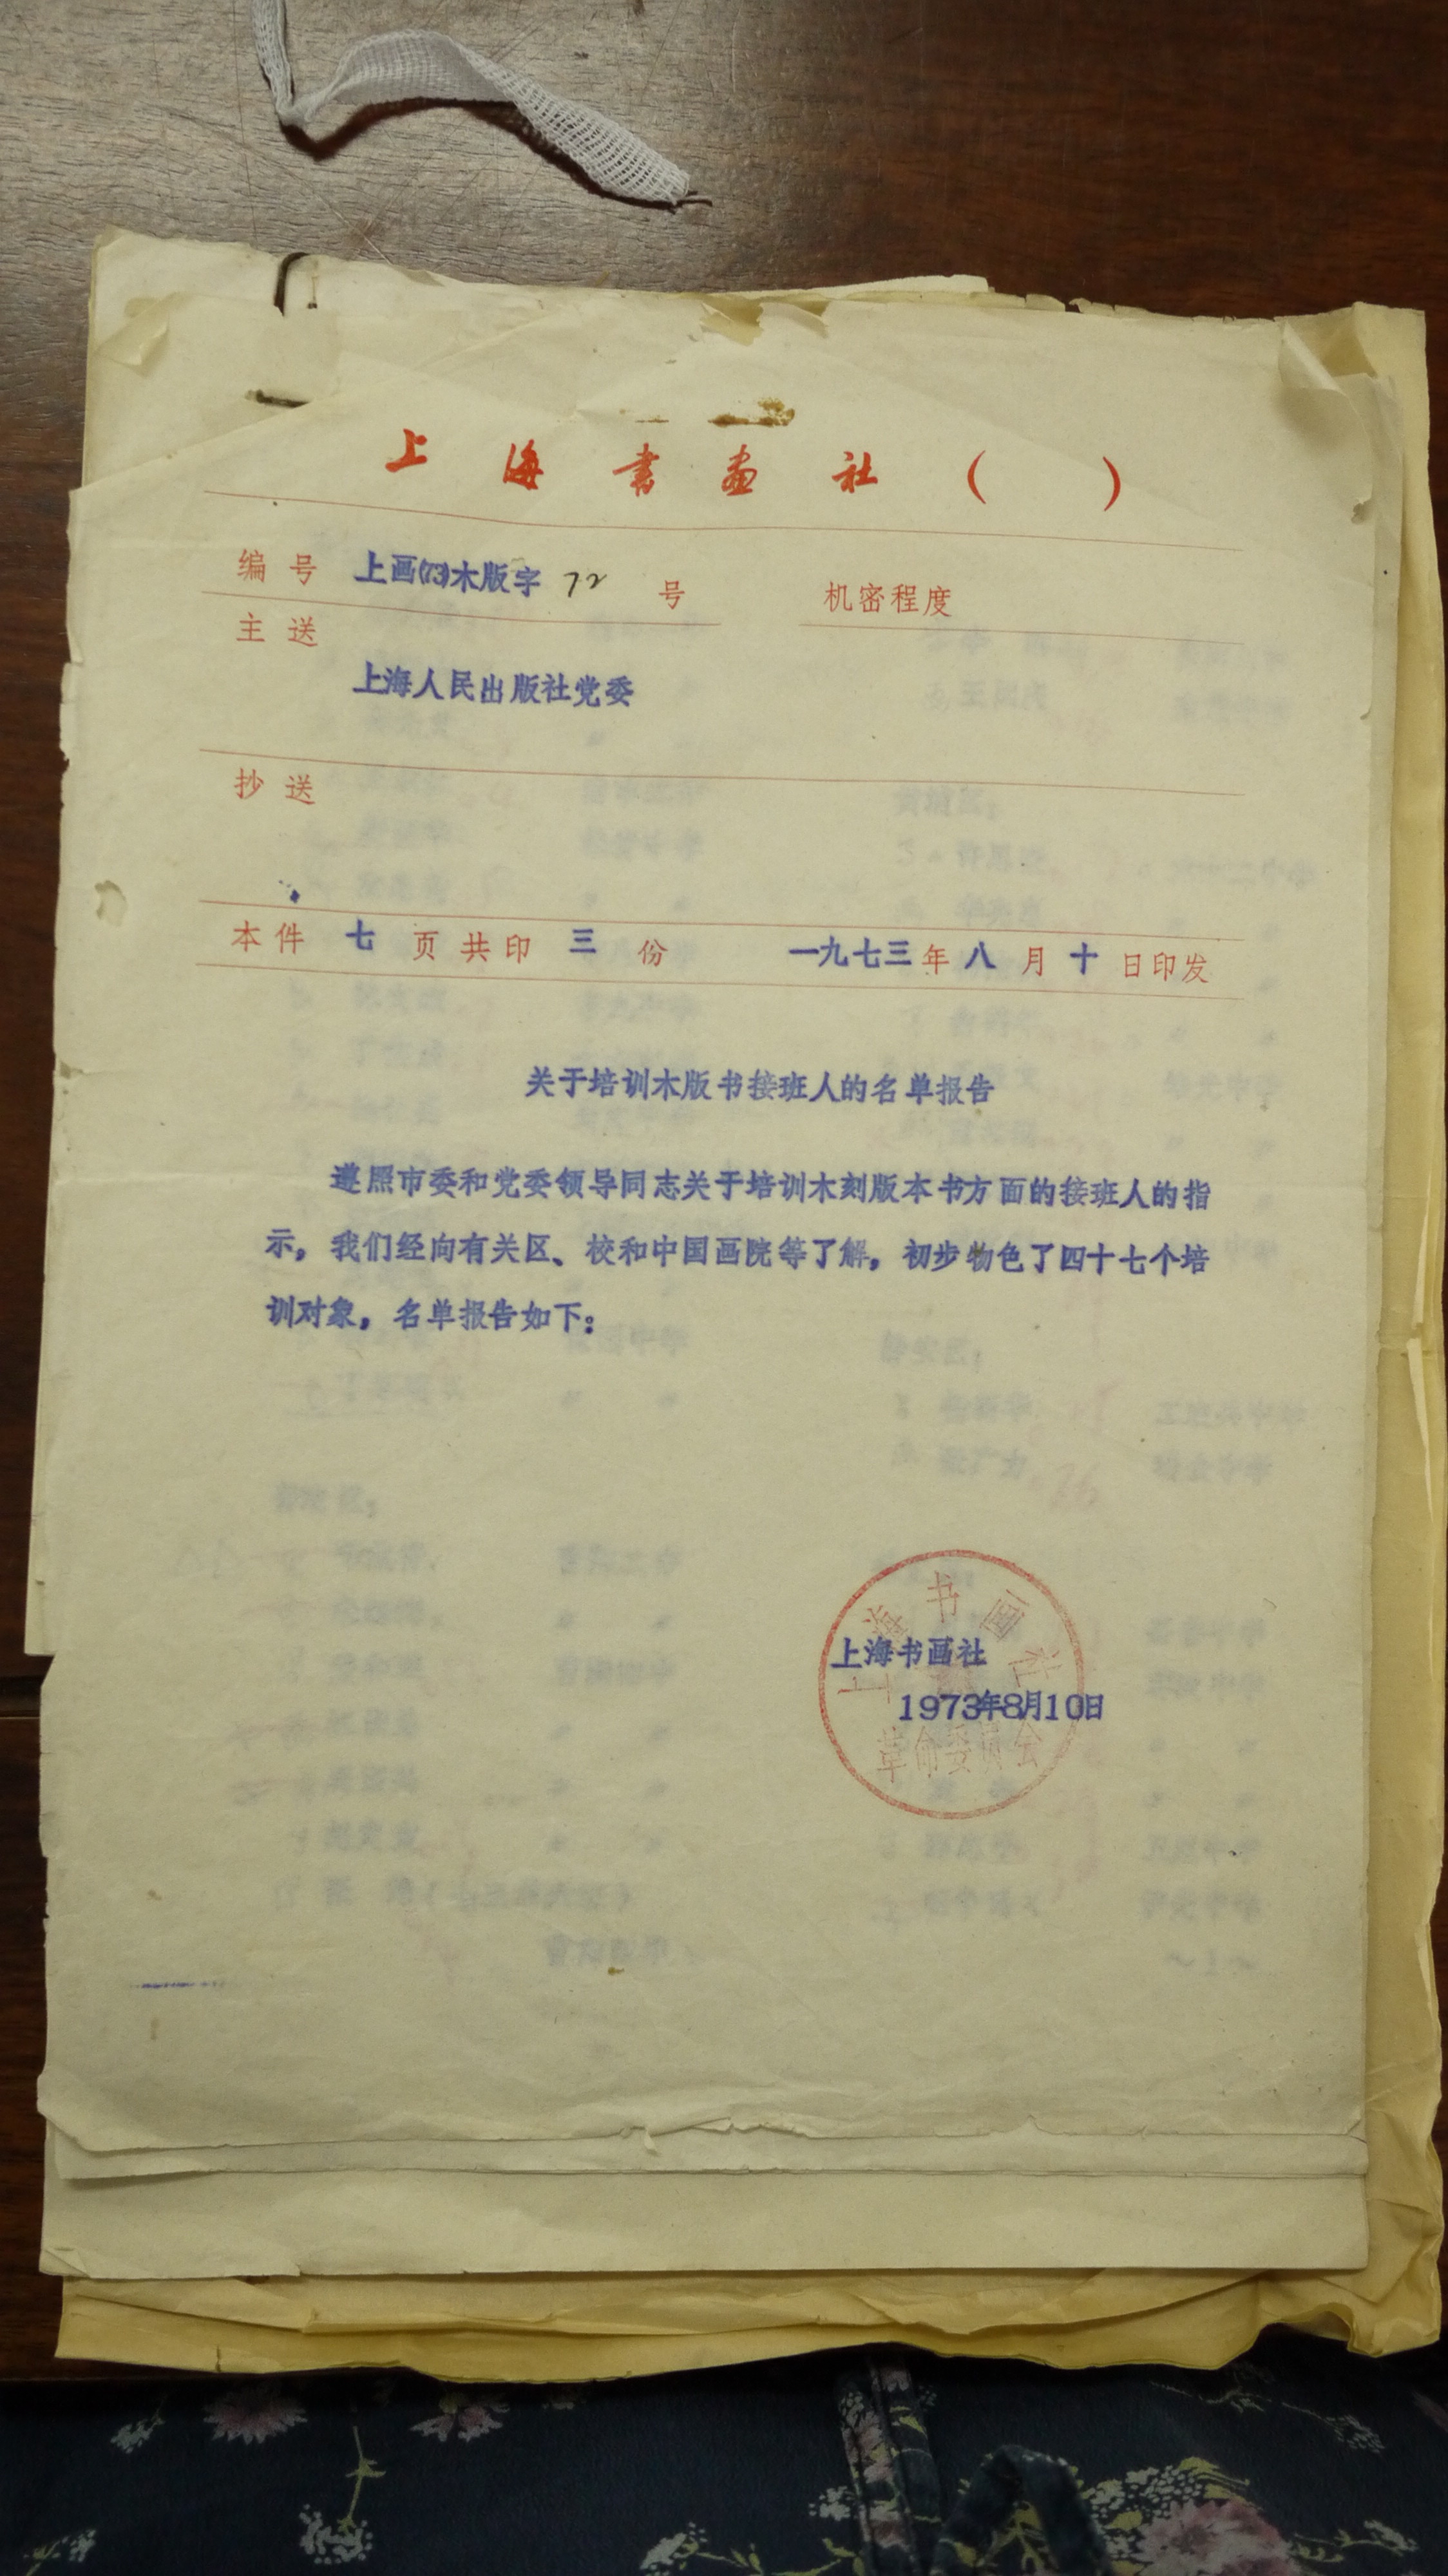 上海書画社（ ）
编号 上画(73)木版字 72 号 机密程度
主送
上海人民出版社党委
抄送
本件 七 页共印 三 份 一九七三年 八 月 十 日印发
关于培训木版书接班人的名单报告
遵照市委和党委领导同志关于培训木刻版本书方面的接班人的指
示，我们经向有关区、校和中国画院等了解，初步物色了四十七个培
训对象，名单报告如下：
上海书画社
1973年8月10日
上海书画社
革命委员会